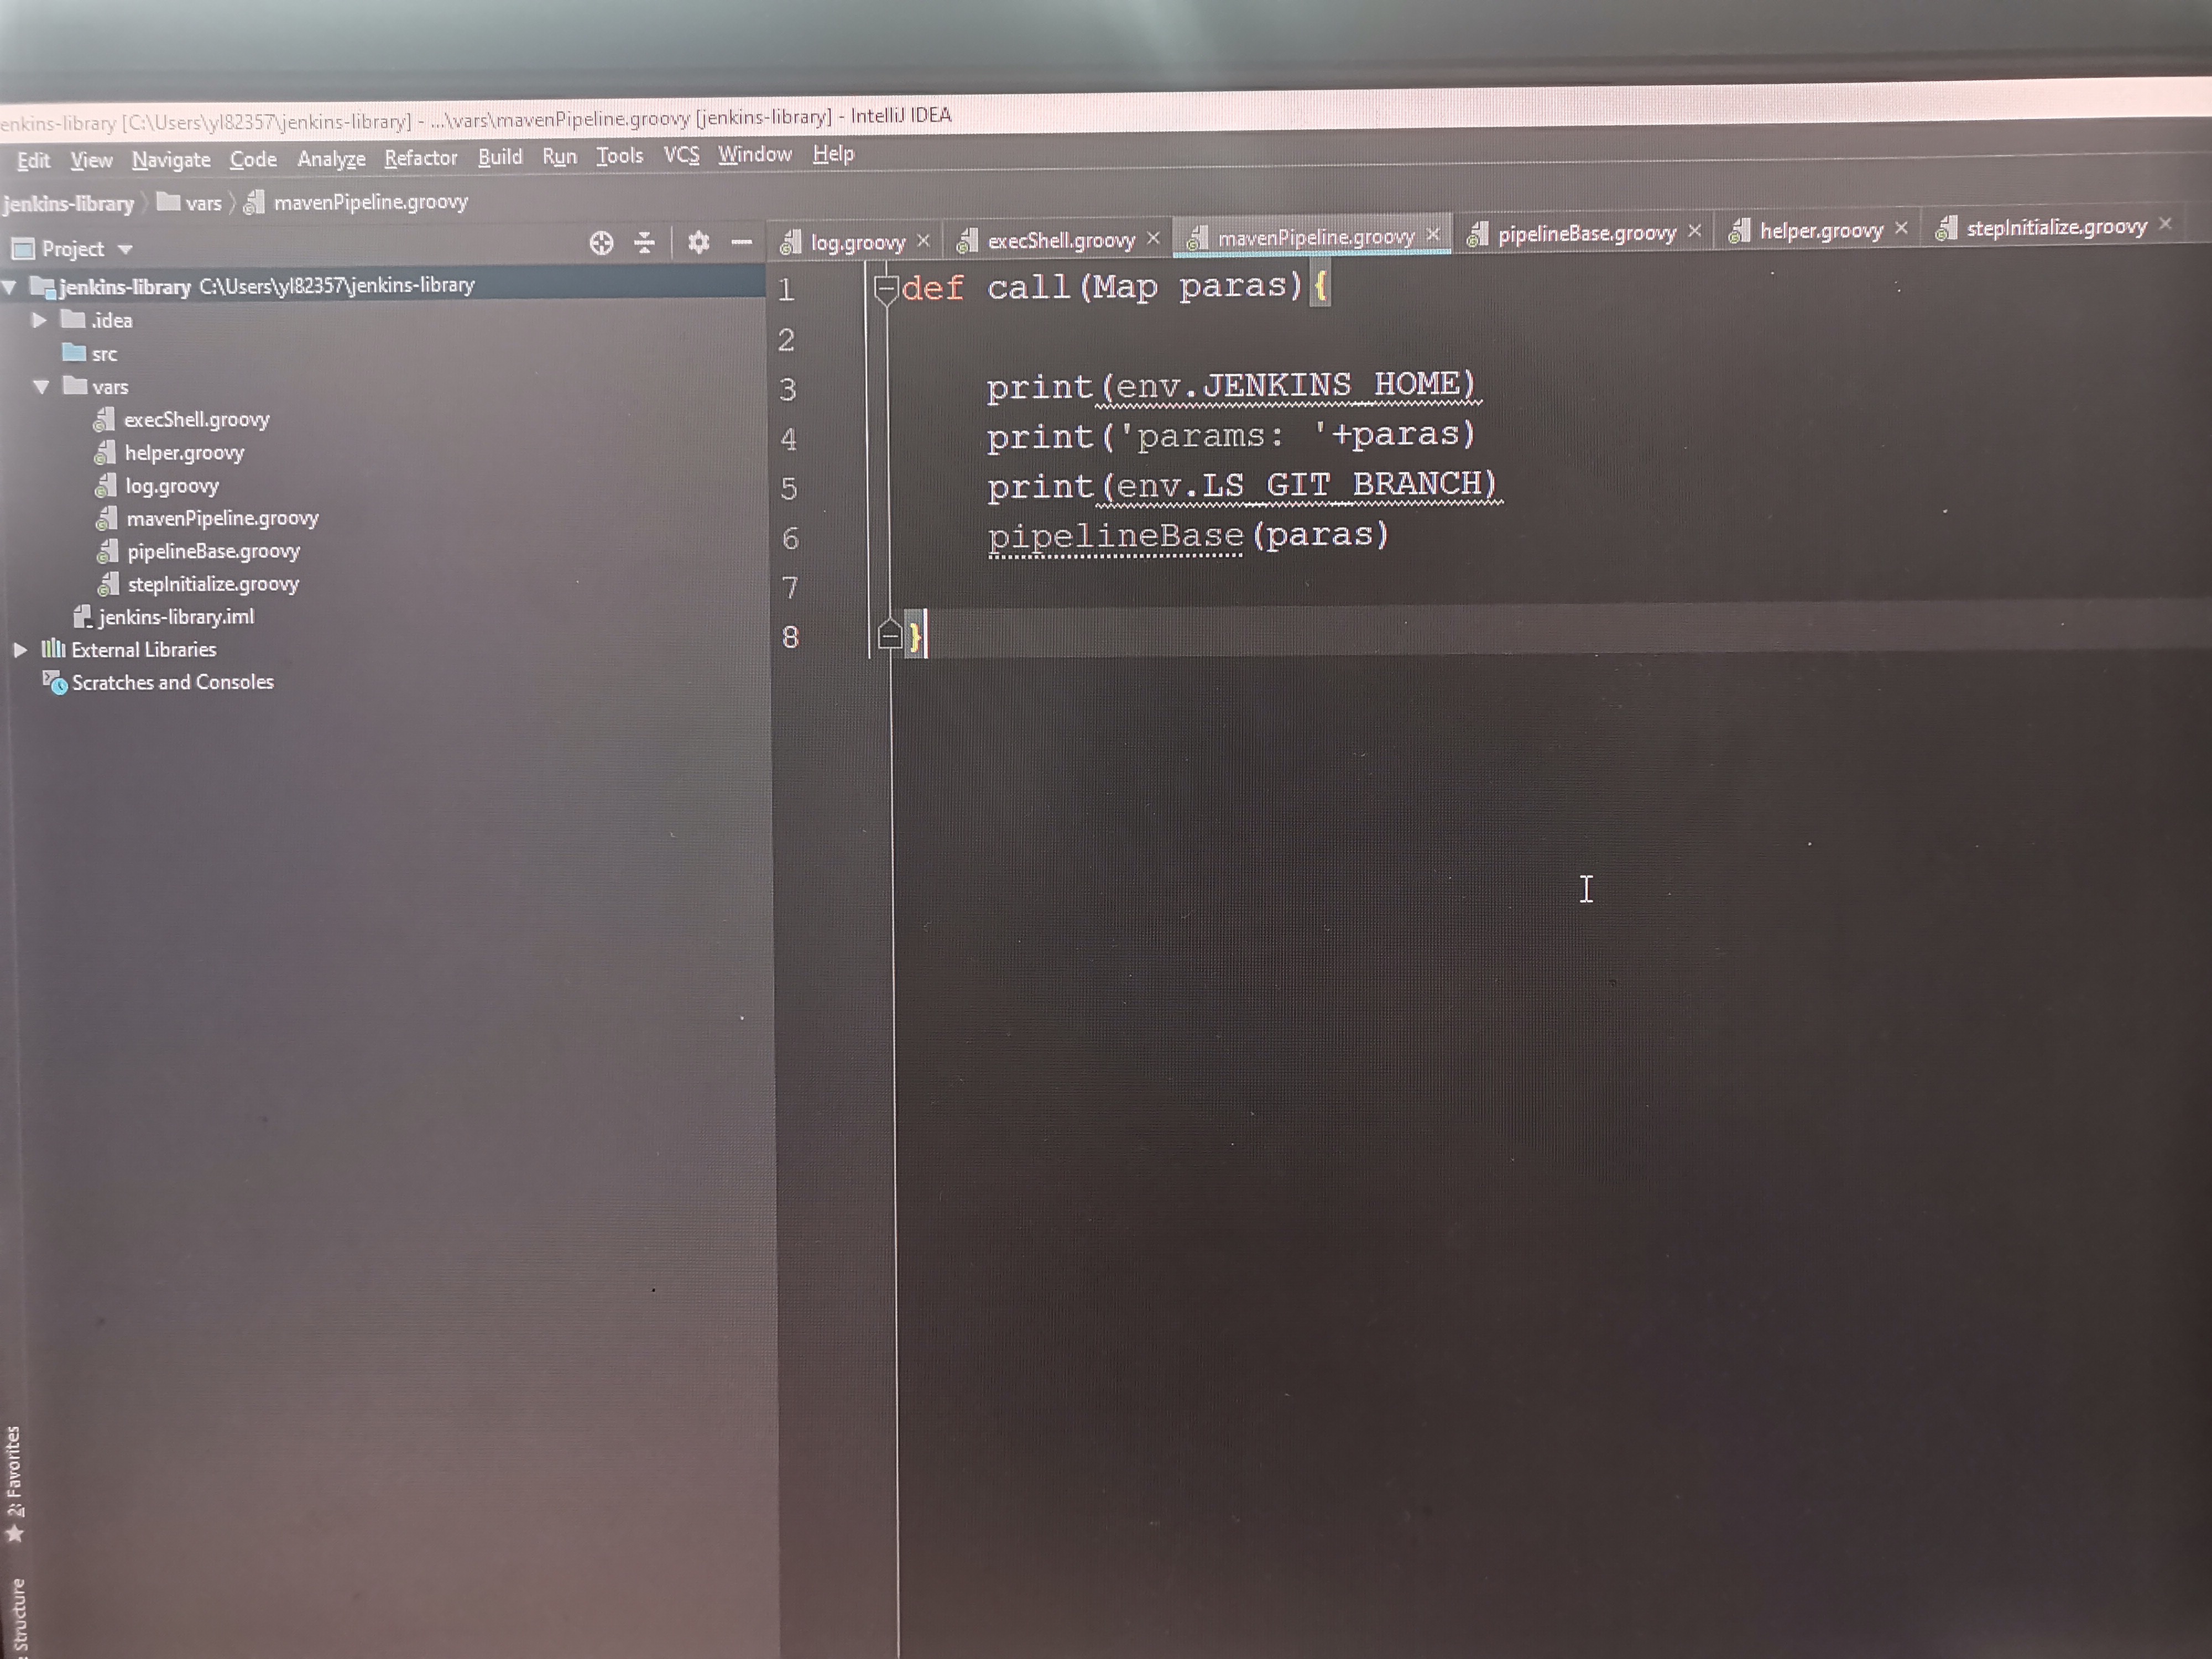 enkins-library [C:\Users\yl82357\jenkins-library] - ...\vars\mavenPipeline.groovy [jenkins-library] - IntelliJ IDEA
Edit View Navigate Code Analyze Refactor Build Run Tools VCS Window Help
jenkins-library vars mavenPipeline.groovy
Project
log.groovy execShell.groovy mavenPipeline.groovy pipelineBase.groovy helper.groovy stepInitialize.groovy
jenkins-library C:\Users\yl82357\jenkins-library
.idea
src
vars
execShell.groovy
helper.groovy
log.groovy
mavenPipeline.groovy
pipelineBase.groovy
stepInitialize.groovy
jenkins-library.iml
External Libraries
Scratches and Consoles
1 def call(Map paras){
2
3 print(env.JENKINS_HOME)
4 print('params: '+paras)
5 print(env.LS_GIT_BRANCH)
6 pipelineBase(paras)
7
8 }
2: Favorites
Structure